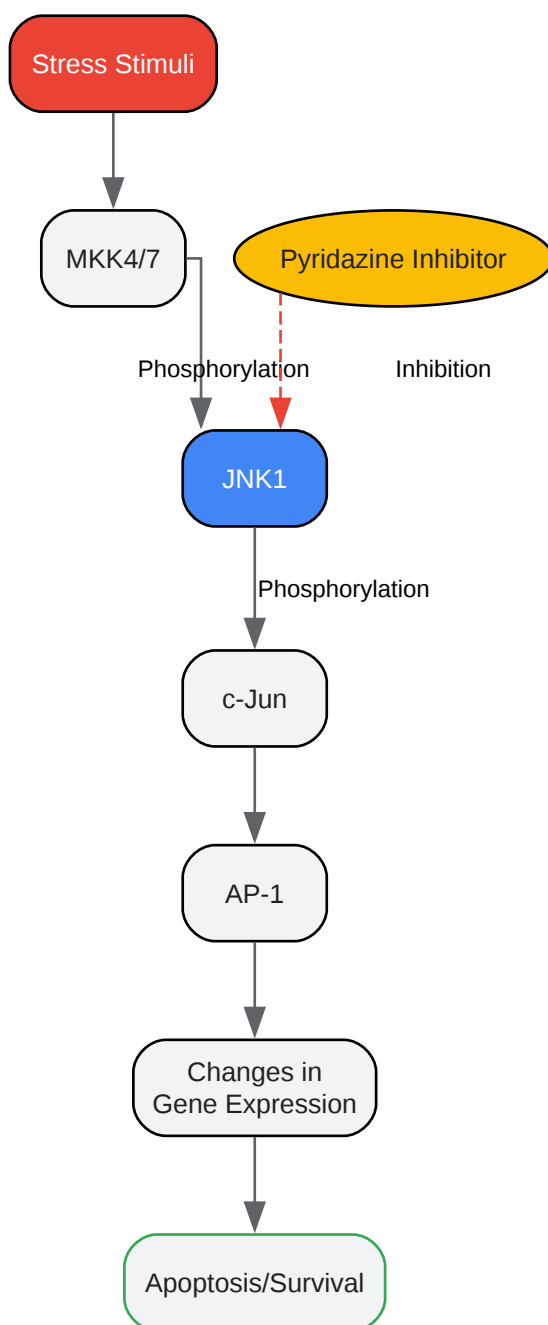 Stress Stimuli
MKK4/7
Pyridazine Inhibitor
Phosphorylation
Inhibition
JNK1
Phosphorylation
c-Jun
AP-1
Changes in
Gene Expression
Apoptosis/Survival